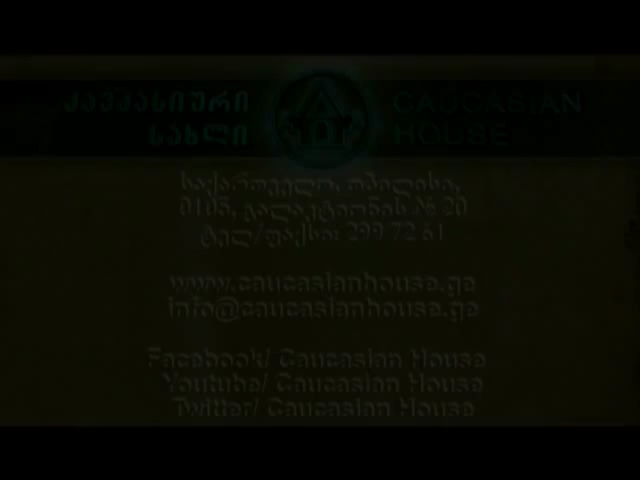 კავკასიური
სახლი
CAUCASIAN
HOUSE
საქართველო, თბილისი,
0105, გალაკტიონის № 20
ტელ/ფაქსი: 299 72 61
www.caucasianhouse.ge
info@caucasianhouse.ge
Facebook/ Caucasian House
Youtube/ Caucasian House
Twitter/ Caucasian House